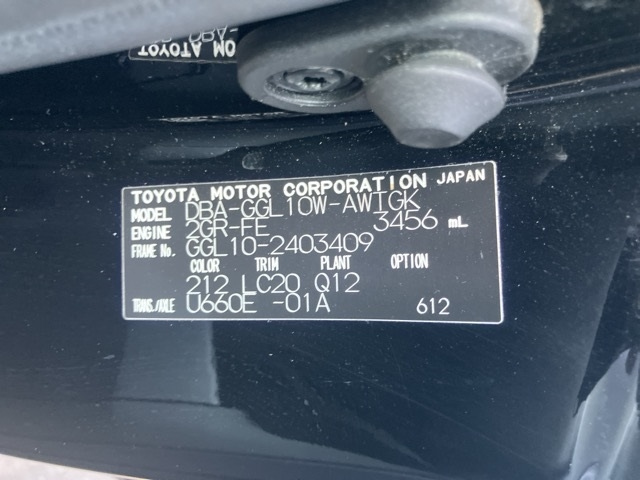 TOYOTA MOTOR CORPORATION JAPAN
MODEL DBA-GGL10W-AWTGK
ENGINE 2GR-FE 3456 mL
FRAME No. GGL10-2403409
COLOR TRIM PLANT OPTION
212 LC20 Q12
TRANS./AXLE U660E -01A 612